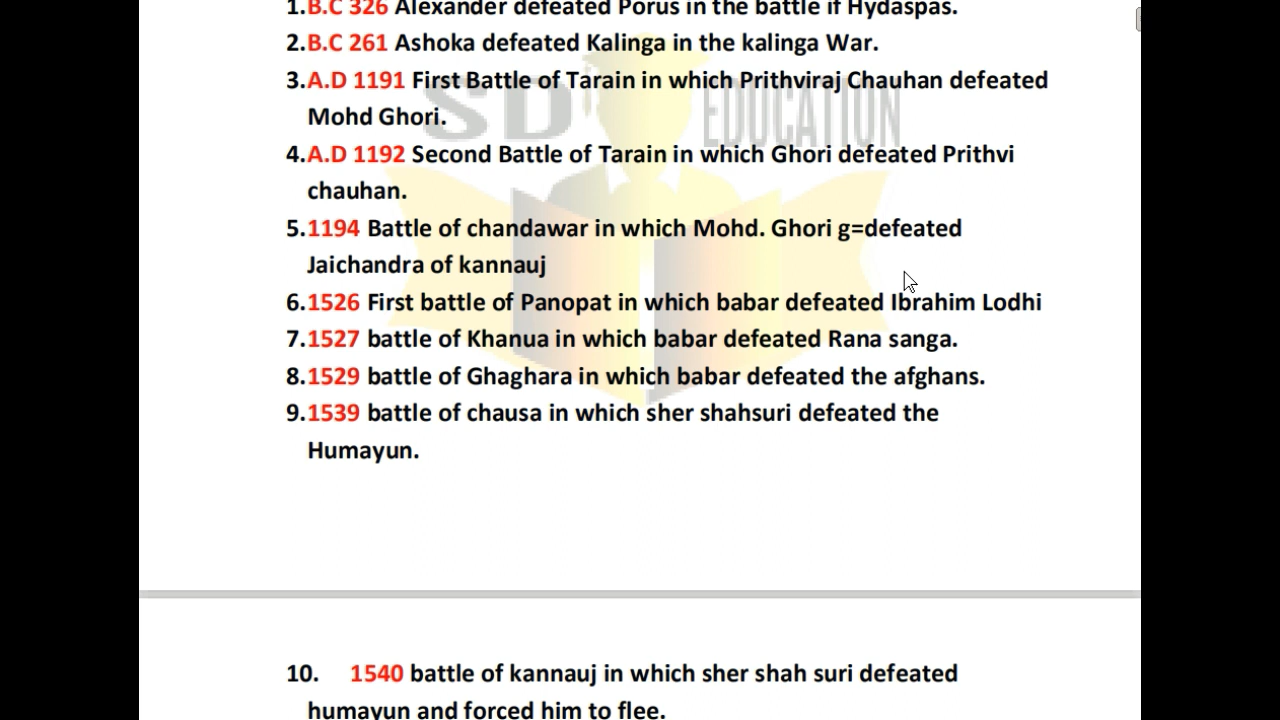 1.B.C 326 Alexander defeated Porus in the battle if Hydaspas.
2.B.C 261 Ashoka defeated Kalinga in the kalinga War.
3.A.D 1191 First Battle of Tarain in which Prithviraj Chauhan defeated
Mohd Ghori.
SD EDUCATION
4.A.D 1192 Second Battle of Tarain in which Ghori defeated Prithvi
chauhan.
5.1194 Battle of chandawar in which Mohd. Ghori g=defeated
Jaichandra of kannauj
6.1526 First battle of Panopat in which babar defeated Ibrahim Lodhi
7.1527 battle of Khanua in which babar defeated Rana sanga.
8.1529 battle of Ghaghara in which babar defeated the afghans.
9.1539 battle of chausa in which sher shahsuri defeated the
Humayun.
10. 1540 battle of kannauj in which sher shah suri defeated
humayun and forced him to flee.